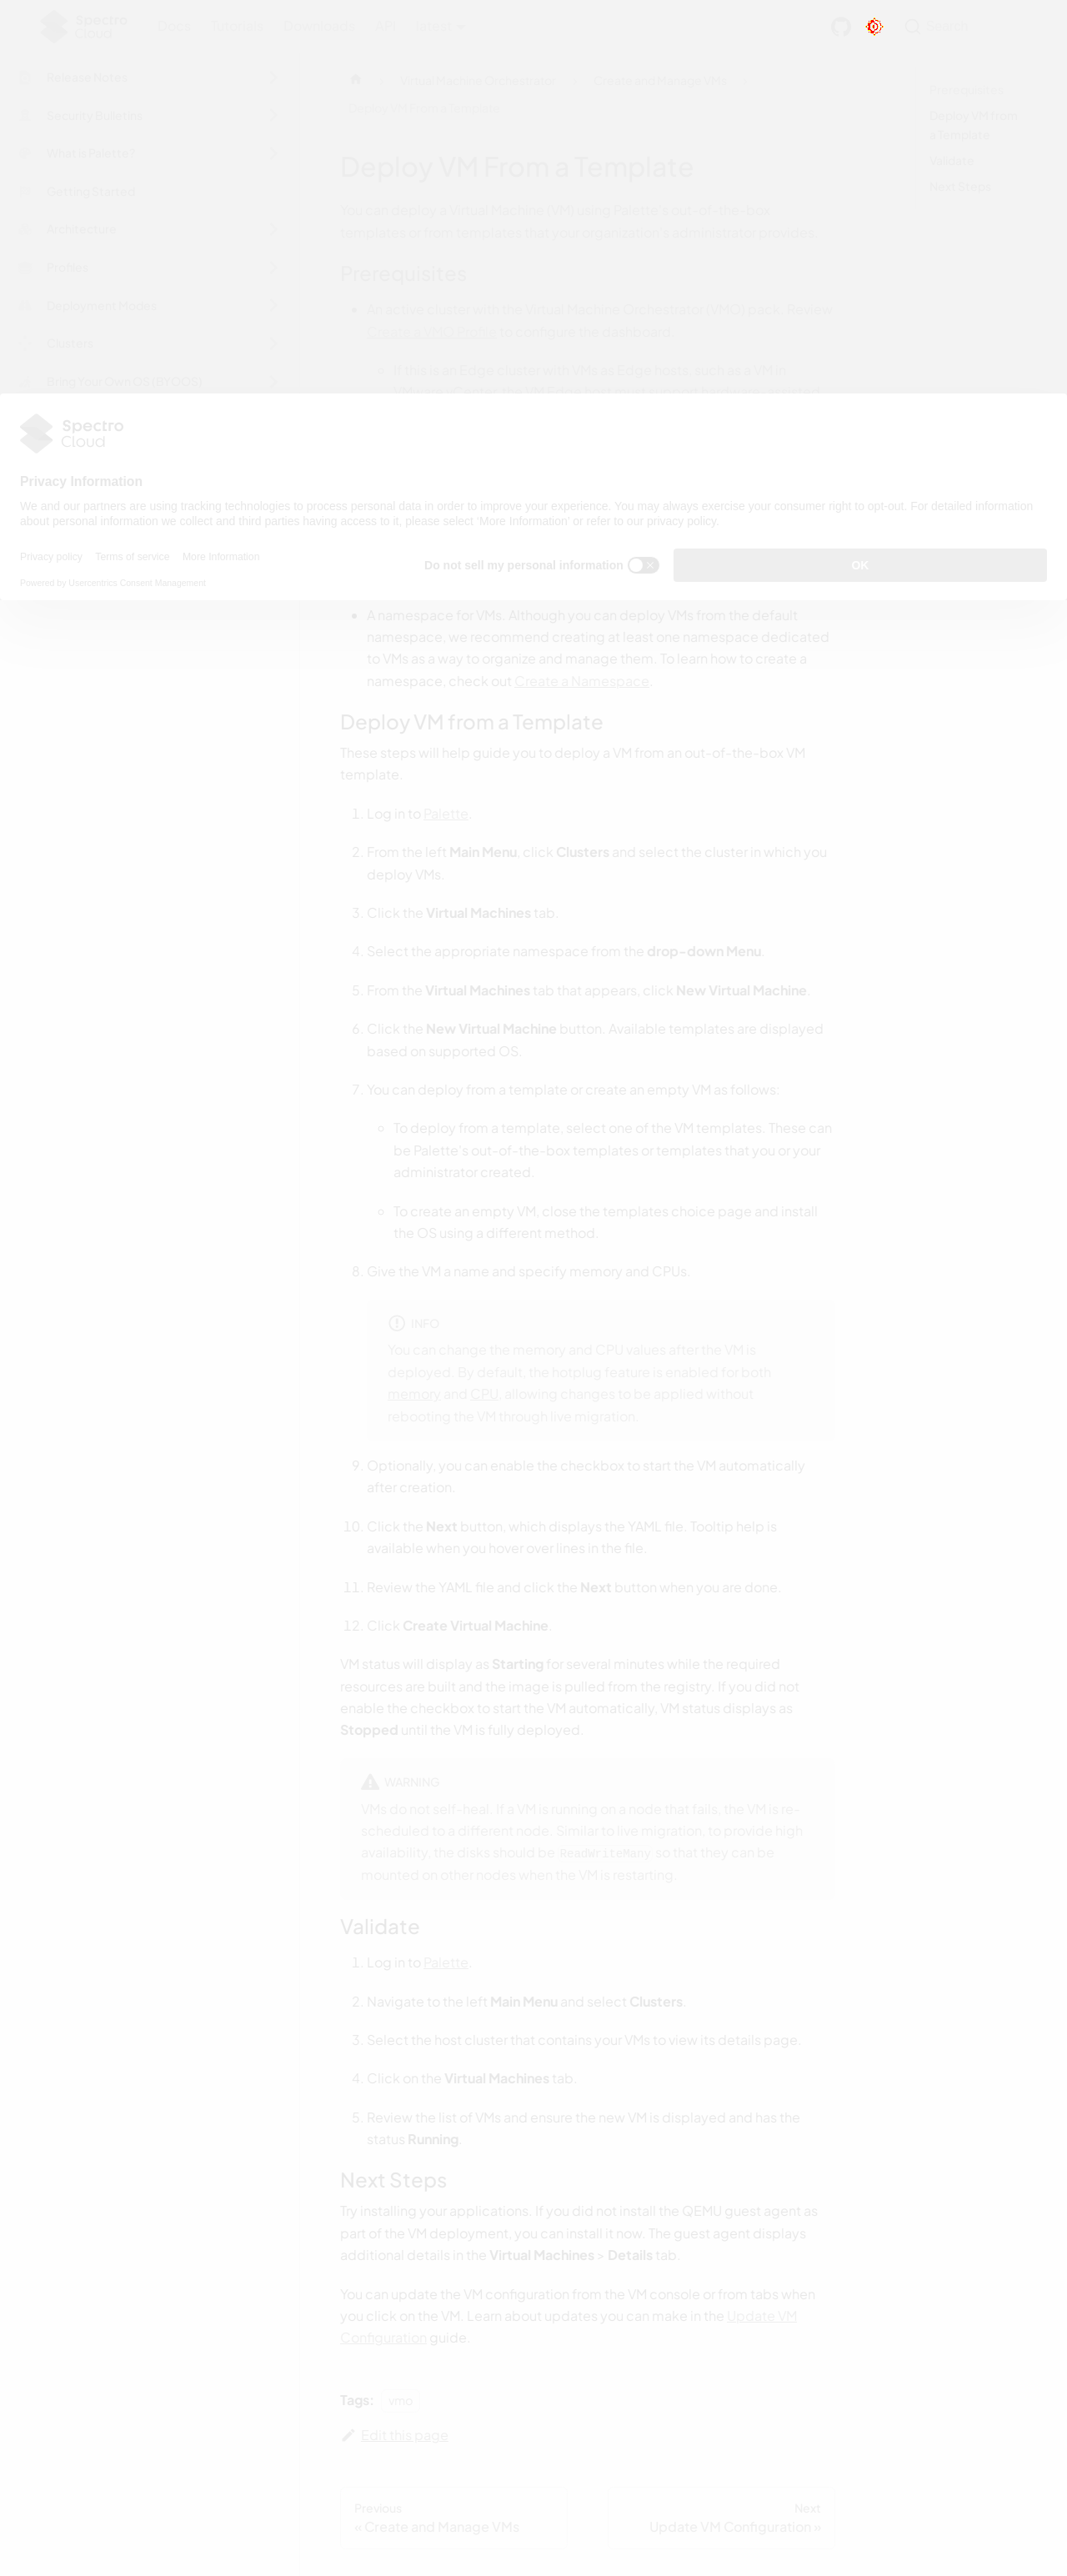 Spectro
Cloud
Docs Tutorials Downloads API
Search
Release Notes
Security Bulletins
What is Palette?
Getting Started
Architecture
Profiles
Deployment Modes
Clusters
Bring Your Own OS (BYOOS)
Virtual Machine Orchestrator
Create and Manage VMs
Deploy VM From a Template
Prerequisites
Deploy VM from
a Template
Validate
Next Steps
Deploy VM From a Template
You can deploy a Virtual Machine (VM) using Palette's out-of-the-box
templates or from templates that your organization's administrator provides.
Prerequisites
• An active cluster with the Virtual Machine Orchestrator (VMO) pack. Review
Create a VMO Profile to configure the dashboard.
◦ If this is an Edge cluster with VMs as Edge hosts, such as a VM in
Spectro
Cloud
Privacy Information
We and our partners are using tracking technologies to process personal data in order to improve your experience. You may always exercise your consumer right to opt-out. For detailed information
about personal information we collect and third parties having access to it, please select ‘More Information’ or refer to our privacy policy.
Privacy policy Terms of service More Information
Do not sell my personal information
OK
Powered by Usercentrics Consent Management
• A namespace for VMs. Although you can deploy VMs from the default
namespace, we recommend creating at least one namespace dedicated
to VMs as a way to organize and manage them. To learn how to create a
namespace, check out Create a Namespace.
Deploy VM from a Template
These steps will help guide you to deploy a VM from an out-of-the-box VM
template.
1. Log in to Palette.
2. From the left Main Menu, click Clusters and select the cluster in which you
deploy VMs.
3. Click the Virtual Machines tab.
4. Select the appropriate namespace from the drop-down Menu.
5. From the Virtual Machines tab that appears, click New Virtual Machine.
6. Click the New Virtual Machine button. Available templates are displayed
based on supported OS.
7. You can deploy from a template or create an empty VM as follows:
◦ To deploy from a template, select one of the VM templates. These can
be Palette's out-of-the-box templates or templates that you or your
administrator created.
◦ To create an empty VM, close the templates choice page and install
the OS using a different method.
8. Give the VM a name and specify memory and CPUs.
INFO
You can change the memory and CPU values after the VM is
deployed. By default, the hotplug feature is enabled for both
memory and CPU, allowing changes to be applied without
rebooting the VM through live migration.
9. Optionally, you can enable the checkbox to start the VM automatically
after creation.
10. Click the Next button, which displays the YAML file. Tooltip help is
available when you hover over lines in the file.
11. Review the YAML file and click the Next button when you are done.
12. Click Create Virtual Machine.
VM status will display as Starting for several minutes while the required
resources are built and the image is pulled from the registry. If you did not
enable the checkbox to start the VM automatically, VM status displays as
Stopped until the VM is fully deployed.
WARNING
VMs do not self-heal. If a VM is running on a node that fails, the VM is re-
scheduled to a different node. Similar to live migration, to provide high
availability, the disks should be ReadWriteMany so that they can be
mounted on other nodes when the VM is restarting.
Validate
1. Log in to Palette.
2. Navigate to the left Main Menu and select Clusters.
3. Select the host cluster that contains your VMs to view its details page.
4. Click on the Virtual Machines tab.
5. Review the list of VMs and ensure the new VM is displayed and has the
status Running.
Next Steps
Try installing your applications. If you did not install the QEMU guest agent as
part of the VM deployment, you can install it now. The guest agent displays
additional details in the Virtual Machines > Details tab.
You can update the VM configuration from the VM console or from tabs when
you click on the VM. Learn about updates you can make in the Update VM
Configuration guide.
Tags: vmo
Edit this page
Previous
« Create and Manage VMs
Next
Update VM Configuration »